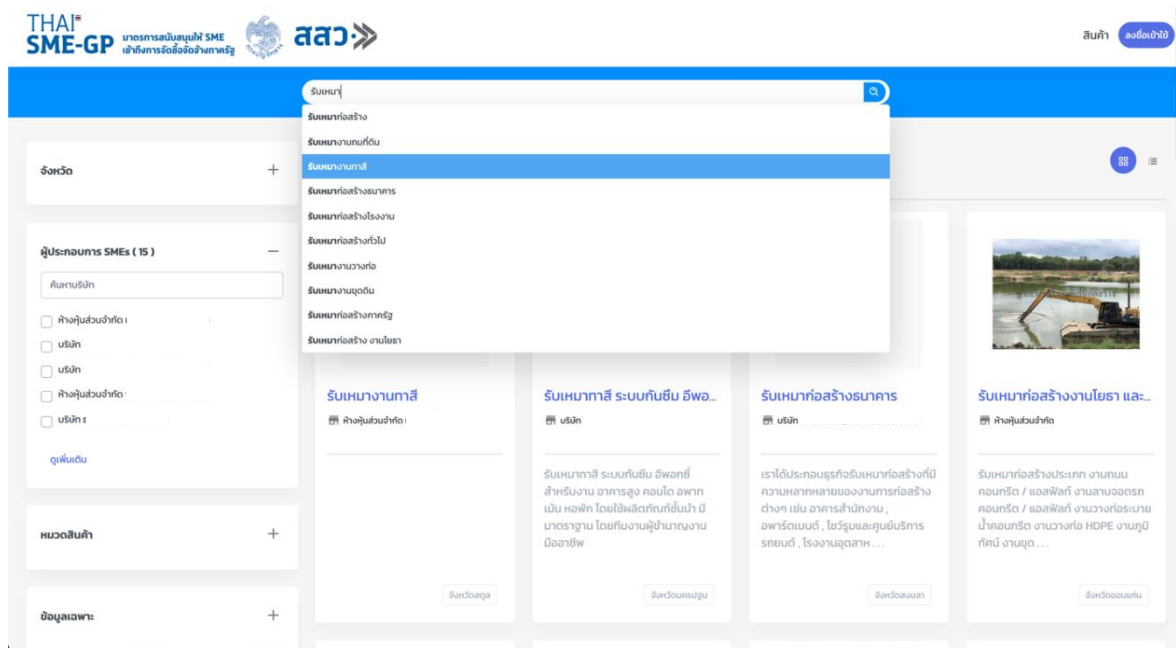 THAI
SME-GP
มาตรการสนับสนุนให้ SME
เข้าถึงการจัดซื้อจัดจ้างภาครัฐ
สสว.
สินค้า
ลงชื่อเข้าใช้
รับเหมา
รับเหมาก่อสร้าง
รับเหมางานถมที่ดิน
รับเหมางานทาสี
รับเหมาก่อสร้างธนาคาร
รับเหมาก่อสร้างโรงงาน
รับเหมาก่อสร้างทั่วไป
รับเหมางานวางท่อ
รับเหมางานขุดดิน
รับเหมาก่อสร้างภาครัฐ
รับเหมาก่อสร้าง งานโยธา
จังหวัด
ผู้ประกอบการ SMEs ( 15 )
ค้นหาบริษัท
ห้างหุ้นส่วนจำกัด
บริษัท
บริษัท
ห้างหุ้นส่วนจำกัด
บริษัท
ดูเพิ่มเติม
หมวดสินค้า
ข้อมูลเฉพาะ
รับเหมางานทาสี
ห้างหุ้นส่วนจำกัด
จังหวัดสตูล
รับเหมาทาสี ระบบกันซึม อีพอ...
บริษัท
รับเหมาทาสี ระบบกันซึม อีพอกซี่
สำหรับงาน อาคารสูง คอนโด อพาท
เม้น หอพัก โดยใช้ผลิตภัณฑ์ชั้นนำ มี
มาตราฐาน โดยทีมงานผู้ชำนาญงาน
มืออาชีพ
จังหวัดนครปฐม
รับเหมาก่อสร้างธนาคาร
บริษัท
เราได้ประกอบธุรกิจรับเหมาก่อสร้างที่มี
ความหลากหลายของงานการก่อสร้าง
ต่างๆ เช่น อาคารสำนักงาน ,
อพาร์ตเมนต์ , โชว์รูมและศูนย์บริการ
รถยนต์ , โรงงานอุตสาห ...
จังหวัดสงขลา
รับเหมาก่อสร้างงานโยธา และ...
ห้างหุ้นส่วนจำกัด
รับเหมาก่อสร้างประเภท งานถนน
คอนกรีต / แอสฟัลท์ งานลานจอดรถ
คอนกรีต / แอสฟัลท์ งานวางท่อระบาย
น้ำคอนกรีต งานวางท่อ HDPE งานภูมิ
ทัศน์ งานขุด ...
จังหวัดขอนแก่น